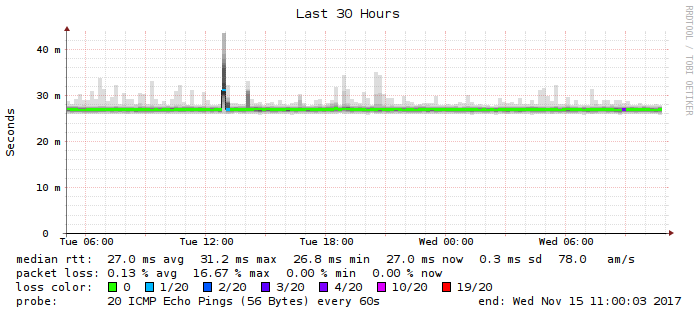 Last 30 Hours
RRDTOOL / TOBI OETIKER
Seconds
40 m
30 m
20 m
10 m
0
Tue 06:00 Tue 12:00 Tue 18:00 Wed 00:00 Wed 06:00
median rtt: 27.0 ms avg 31.2 ms max 26.8 ms min 27.0 ms now 0.3 ms sd 78.0 am/s
packet loss: 0.13 % avg 16.67 % max 0.00 % min 0.00 % now
loss color: 0 1/20 2/20 3/20 4/20 10/20 19/20
probe: 20 ICMP Echo Pings (56 Bytes) every 60s end: Wed Nov 15 11:00:03 2017